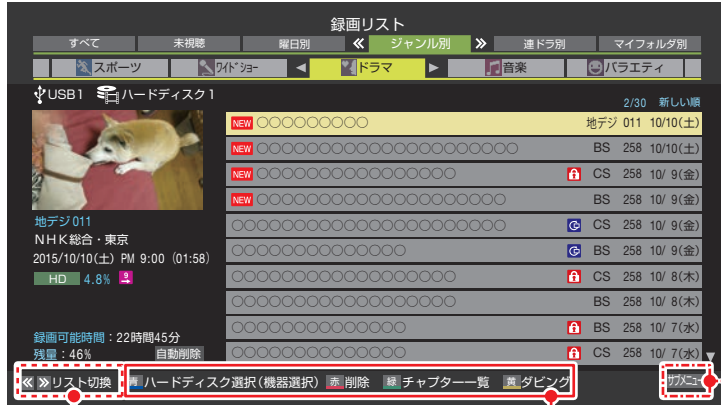 録画リスト
すべて 未視聴 曜日別 ≪ ジャンル別 ≫ 連ドラ別 マイフォルダ別
スポーツ ワイドショー ◀ ドラマ ▶ 音楽 バラエティ
USB1 ハードディスク1
2/30 新しい順
NEW ○○○○○○○○○ 地デジ 011 10/10(土)
NEW ○○○○○○○○○○○○○○○○○○○○○ BS 258 10/10(土)
NEW ○○○○○○○○○○○○○○○○ CS 258 10/ 9(金)
NEW ○○○○○○○○○○○○○○○○○○○○ BS 258 10/ 9(金)
○○○○○○○○○○○○○○○○○○○○○○ CS 258 10/ 9(金)
○○○○○○○○○○○○○○ BS 258 10/ 9(金)
○○○○○○○○○○○○○○○○○○ CS 258 10/ 8(木)
○○○○○○○○○○○○○○○○○○ BS 258 10/ 8(木)
○○○○○○○○○○○○○○ BS 258 10/ 7(水)
○○○○○○○○○○○○○○ CS 258 10/ 7(水)
地デジ011
NHK総合・東京
2015/10/10(土) PM 9:00 (01:58)
HD 4.8% 9
録画可能時間:22時間45分
残量:46% 自動削除
≪ ≫ リスト切換 青 ハードディスク選択(機器選択) 赤 削除 緑 チャプター一覧 黄 ダビング サブメニュー